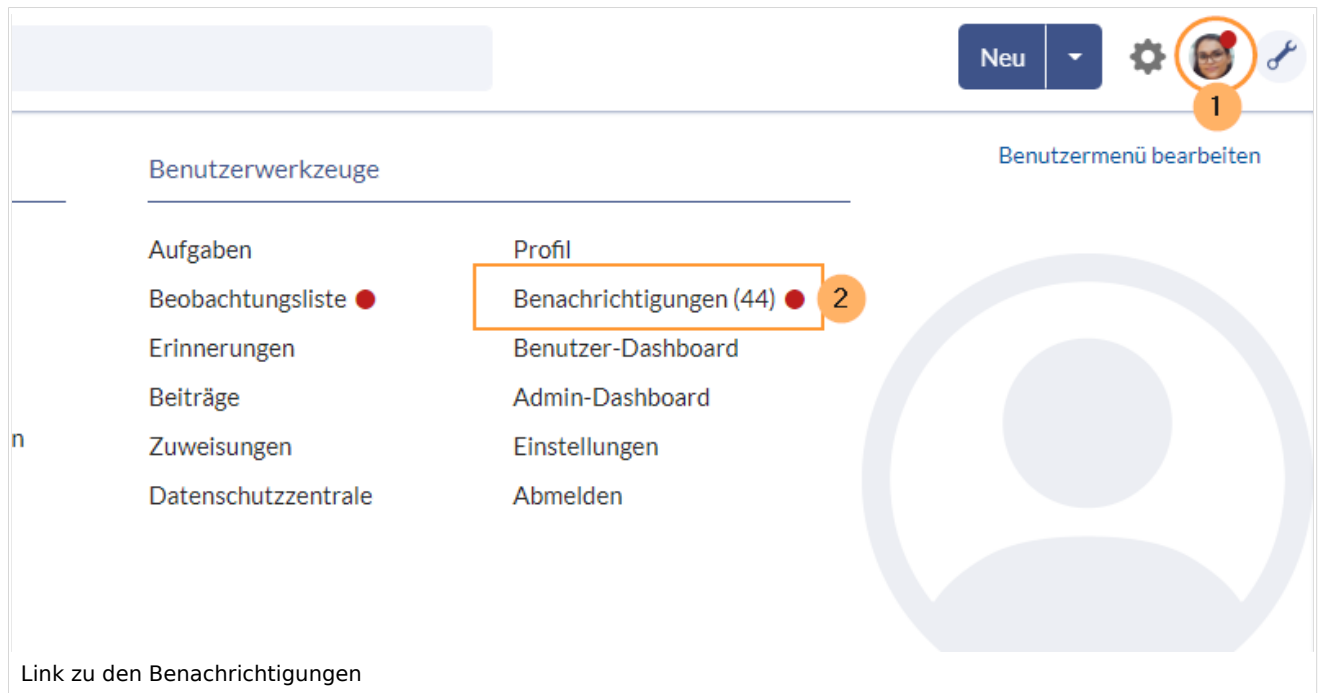 Neu
1
Benutzerwerkzeuge
Benutzermenü bearbeiten
Aufgaben
Profil
Beobachtungsliste
Benachrichtigungen (44)
2
Erinnerungen
Benutzer-Dashboard
Beiträge
Admin-Dashboard
n
Zuweisungen
Einstellungen
Datenschutzzentrale
Abmelden
Link zu den Benachrichtigungen